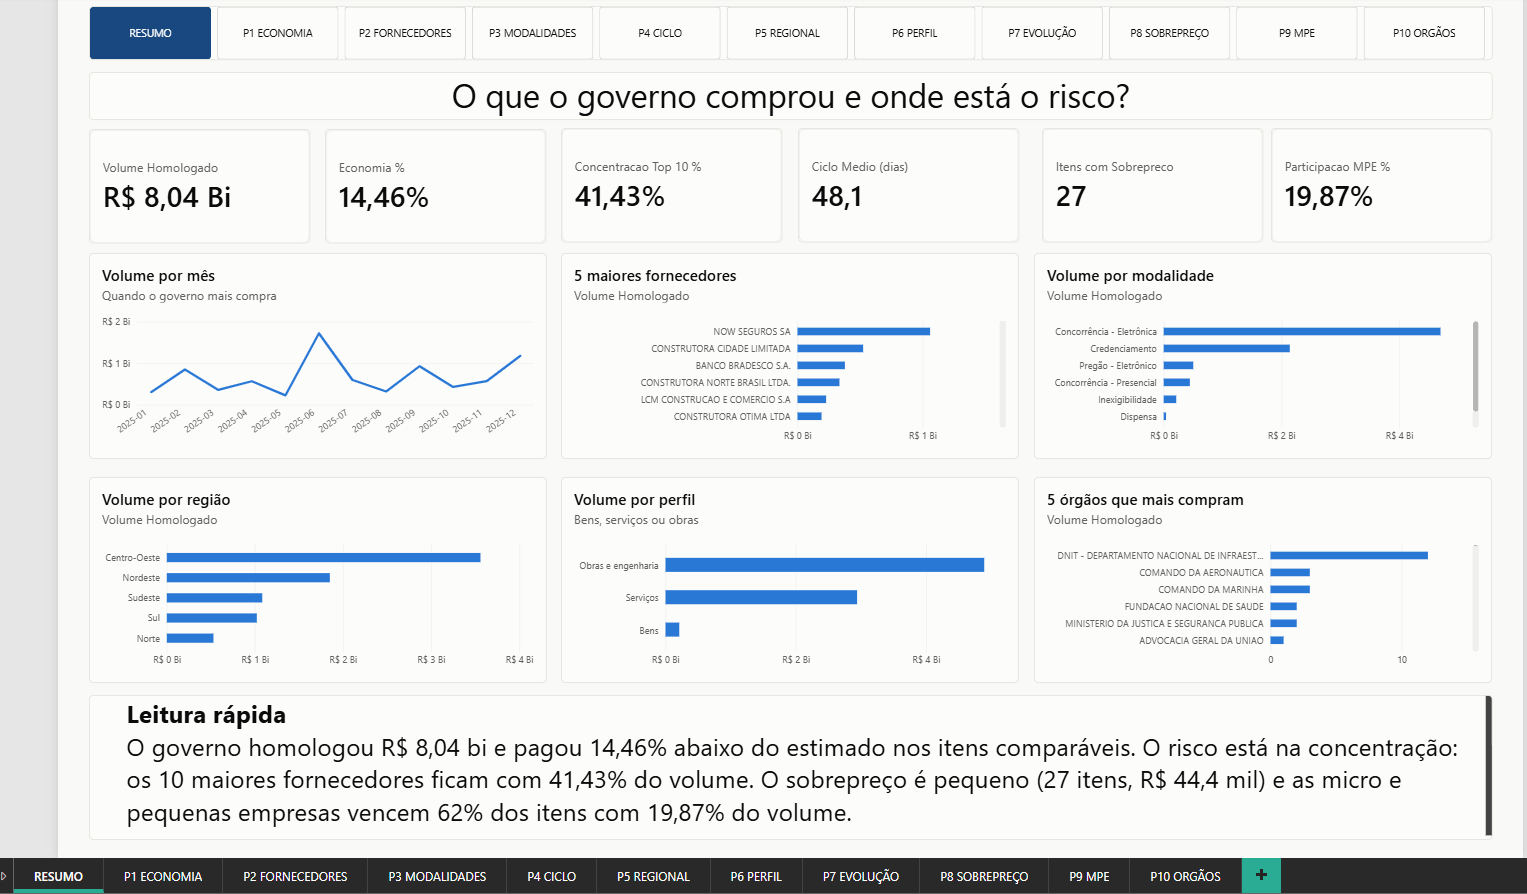 RESUMO
P1 ECONOMIA
P2 FORNECEDORES
P3 MODALIDADES
P4 CICLO
P5 REGIONAL
P6 PERFIL
P7 EVOLUÇÃO
P8 SOBREPREÇO
P9 MPE
P10 ORGÃOS
O que o governo comprou e onde está o risco?
Volume Homologado
R$ 8,04 Bi
Economia %
14,46%
Concentracao Top 10 %
41,43%
Ciclo Medio (dias)
48,1
Itens com Sobrepreco
27
Participacao MPE %
19,87%
Volume por mês
Quando o governo mais compra
R$ 2 Bi
R$ 1 Bi
R$ 0 Bi
2025-01
2025-02
2025-03
2025-04
2025-05
2025-06
2025-07
2025-08
2025-09
2025-10
2025-11
2025-12
5 maiores fornecedores
Volume Homologado
NOW SEGUROS SA
CONSTRUTORA CIDADE LIMITADA
BANCO BRADESCO S.A.
CONSTRUTORA NORTE BRASIL LTDA.
LCM CONSTRUCAO E COMERCIO S.A
CONSTRUTORA OTIMA LTDA
R$ 0 Bi
R$ 1 Bi
Volume por modalidade
Volume Homologado
Concorrência - Eletrônica
Credenciamento
Pregão - Eletrônico
Concorrência - Presencial
Inexigibilidade
Dispensa
R$ 0 Bi
R$ 2 Bi
R$ 4 Bi
Volume por região
Volume Homologado
Centro-Oeste
Nordeste
Sudeste
Sul
Norte
R$ 0 Bi
R$ 1 Bi
R$ 2 Bi
R$ 3 Bi
R$ 4 Bi
Volume por perfil
Bens, serviços ou obras
Obras e engenharia
Serviços
Bens
R$ 0 Bi
R$ 2 Bi
R$ 4 Bi
5 órgãos que mais compram
Volume Homologado
DNIT - DEPARTAMENTO NACIONAL DE INFRAEST...
COMANDO DA AERONAUTICA
COMANDO DA MARINHA
FUNDACAO NACIONAL DE SAUDE
MINISTERIO DA JUSTICA E SEGURANCA PUBLICA
ADVOCACIA GERAL DA UNIAO
0
10
Leitura rápida
O governo homologou R$ 8,04 bi e pagou 14,46% abaixo do estimado nos itens comparáveis. O risco está na concentração:
os 10 maiores fornecedores ficam com 41,43% do volume. O sobrepreço é pequeno (27 itens, R$ 44,4 mil) e as micro e
pequenas empresas vencem 62% dos itens com 19,87% do volume.
RESUMO
P1 ECONOMIA
P2 FORNECEDORES
P3 MODALIDADES
P4 CICLO
P5 REGIONAL
P6 PERFIL
P7 EVOLUÇÃO
P8 SOBREPREÇO
P9 MPE
P10 ORGÃOS
+